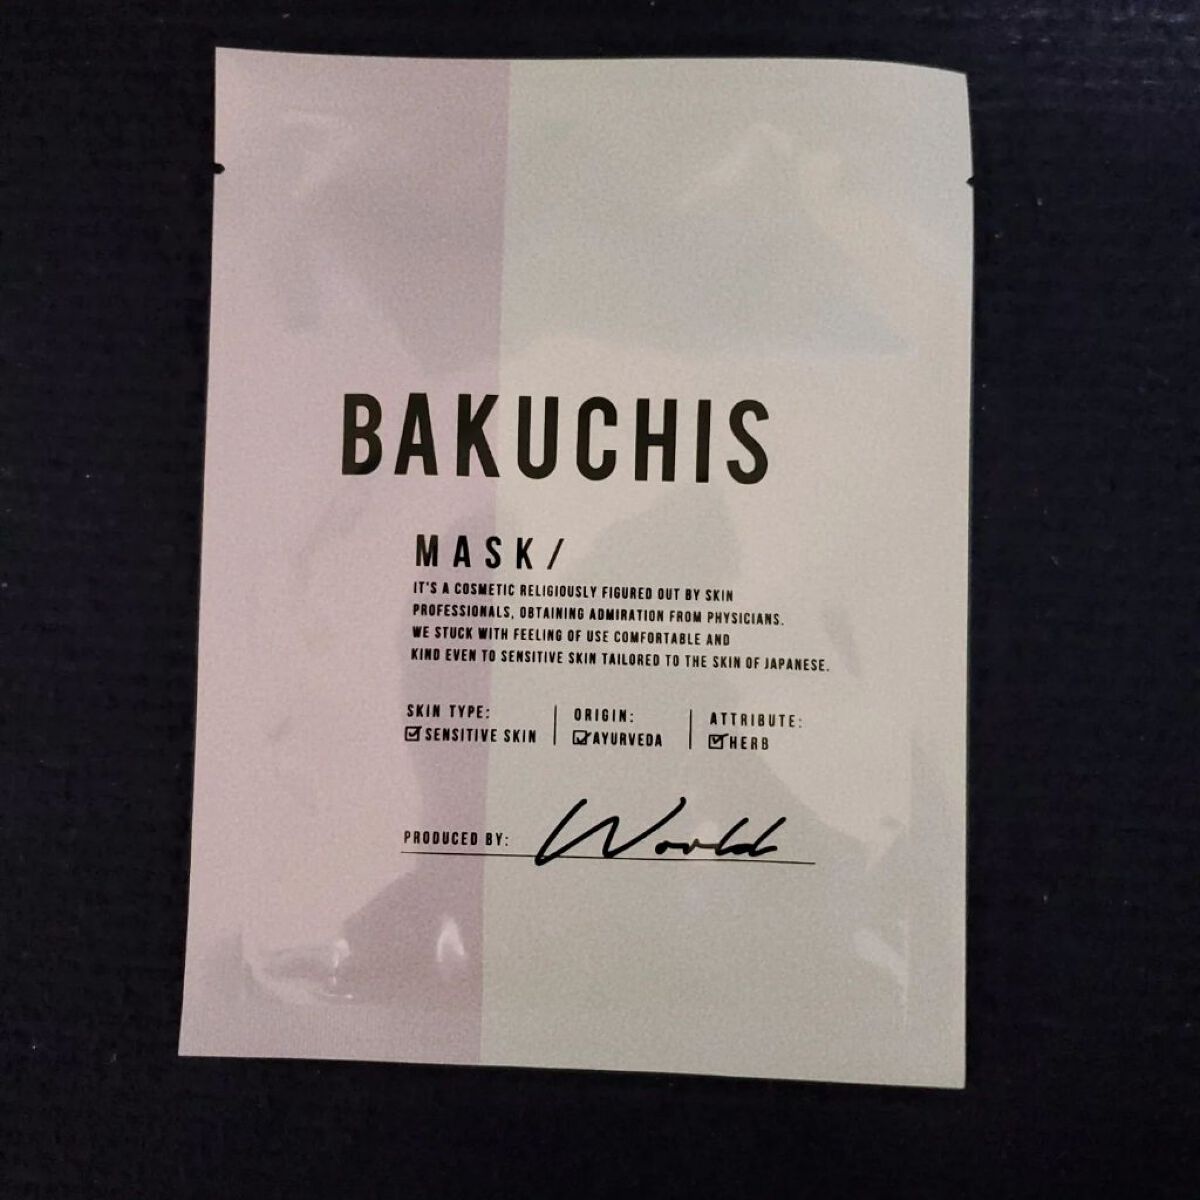 BAKUCHIS
MASK/
IT'S A COSMETIC RELIGIOUSLY FIGURED OUT BY SKIN
PROFESSIONALS, OBTAINING ADMIRATION FROM PHYSICIANS.
WE STUCK WITH FEELING OF USE COMFORTABLE AND
KIND EVEN TO SENSITIVE SKIN TAILORED TO THE SKIN OF JAPANESE.
SKIN TYPE:
SENSITIVE SKIN
ORIGIN:
AYURVEDA
ATTRIBUTE:
HERB
PRODUCED BY: World